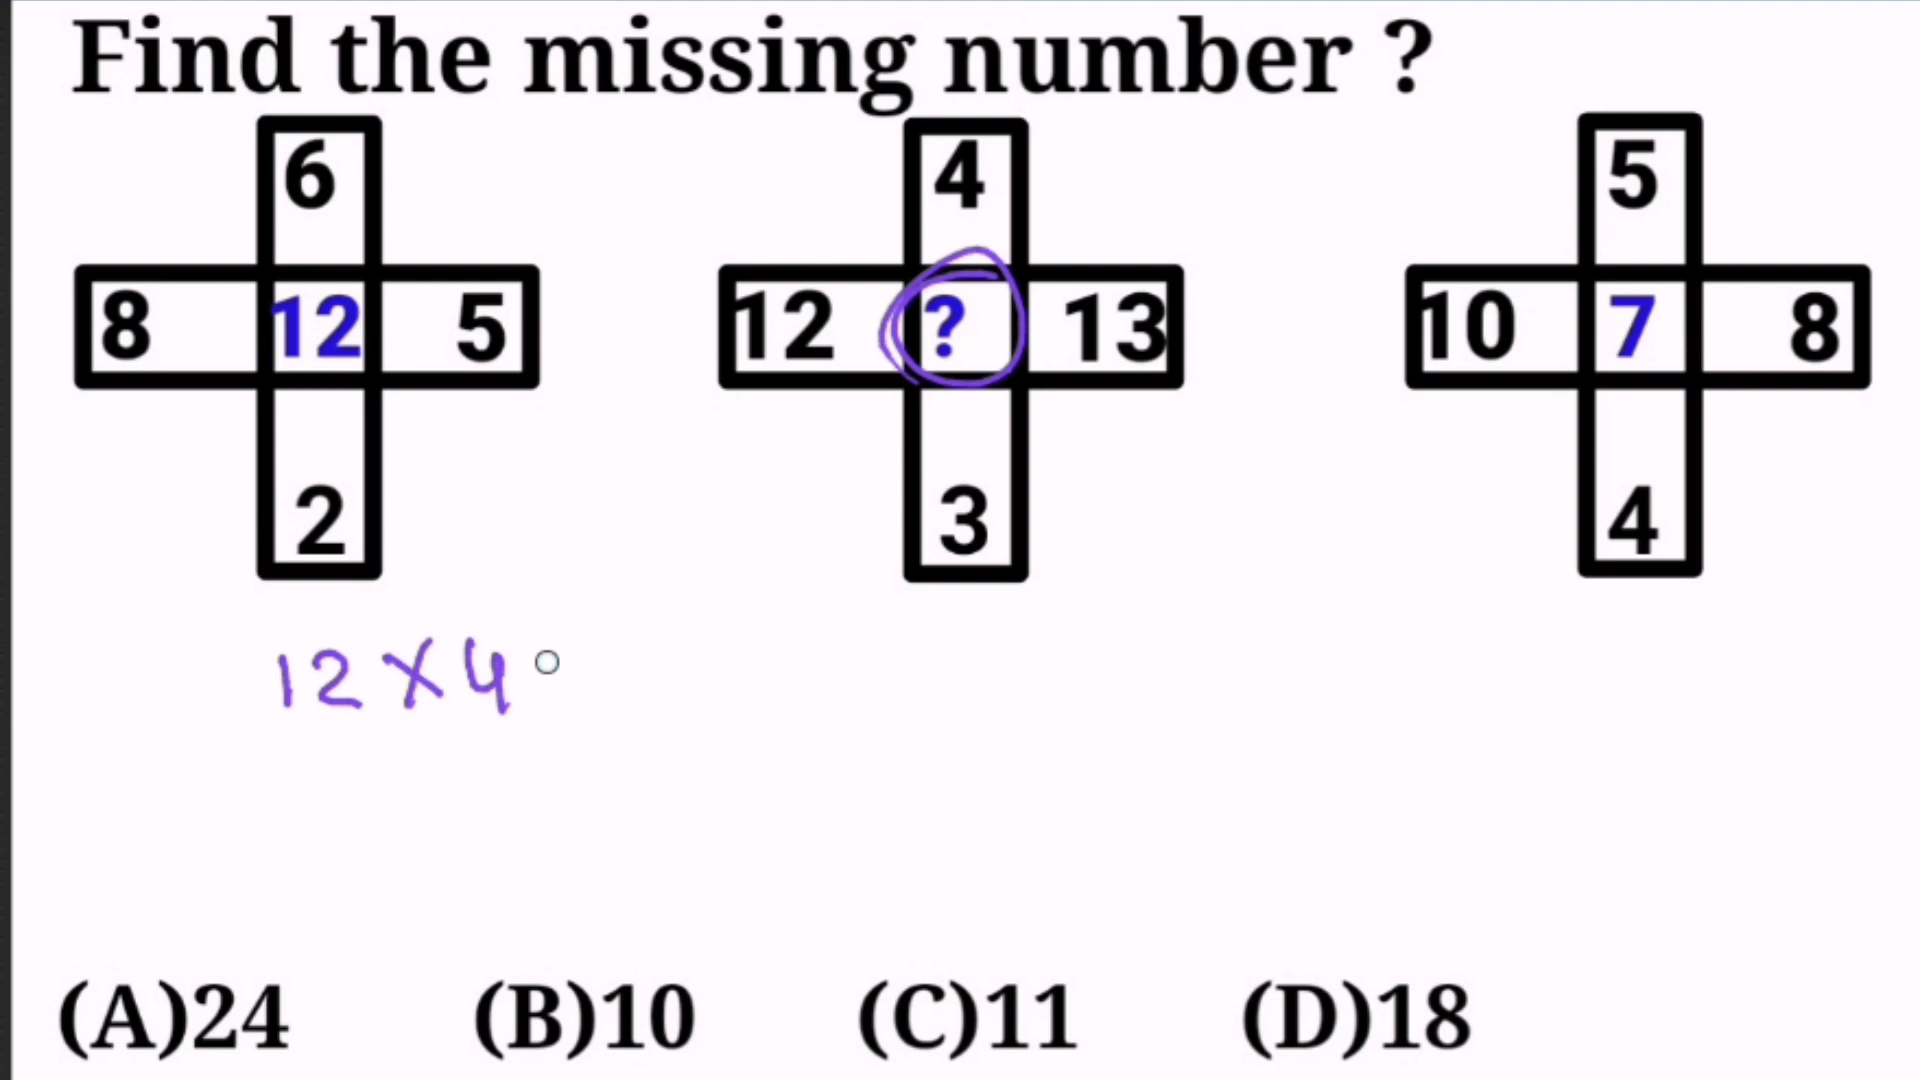 Find the missing number ?
6
8 12 5
2
4
12 ? 13
3
5
10 7 8
4
12 X 4
(A)24 (B)10 (C)11 (D)18